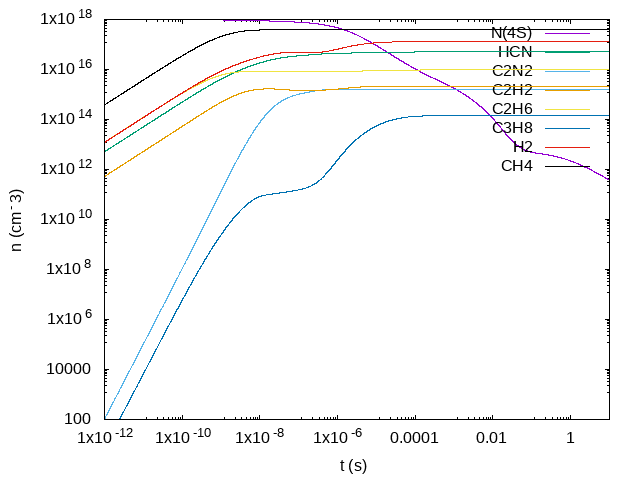 1x10^18
1x10^16
1x10^14
1x10^12
1x10^10
1x10^8
1x10^6
10000
100
n (cm^-3)
N(4S)
HCN
C2N2
C2H2
C2H6
C3H8
H2
CH4
1x10^-12 1x10^-10 1x10^-8 1x10^-6 0.0001 0.01 1
t (s)